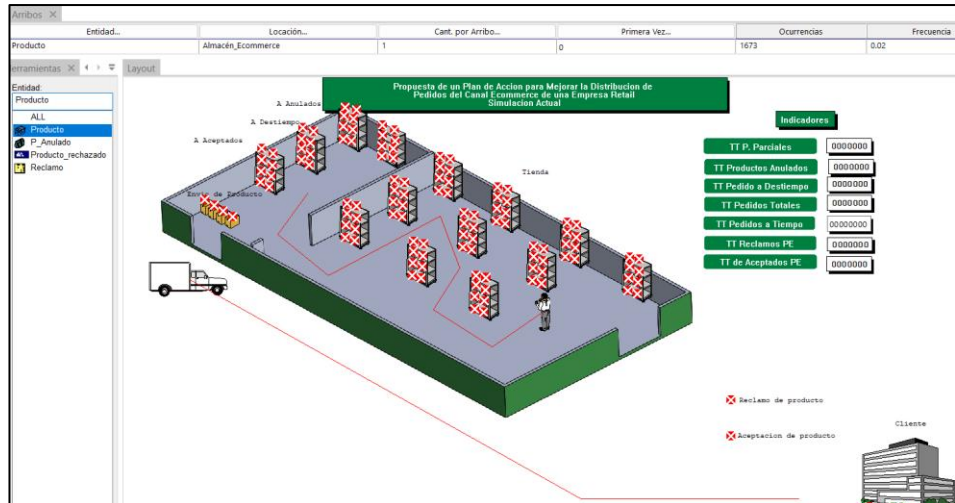 Arribos
Entidad... Locación... Cant. por Arribo... Primera Vez... Ocurrencias Frecuencia
Producto Almacén_Ecommerce 1 0 1673 0.02
erramientas Layout
Entidad:
Producto
ALL
Producto
P_Anulado
Producto_rechazado
Reclamo
Propuesta de un Plan de Accion para Mejorar la Distribucion de
Pedidos del Canal Ecommerce de una Empresa Retail
Simulacion Actual
A Anulados
A Destiempo
A Aceptados
Tienda
Envio de Producto
Indicadores
TT P. Parciales 0000000
TT Productos Anulados 0000000
TT Pedido a Destiempo 0000000
TT Pedidos Totales 0000000
TT Pedidos a Tiempo 00000000
TT Reclamos PE 0000000
TT de Aceptados PE 0000000
Reclamo de producto
Cliente
Aceptacion de producto